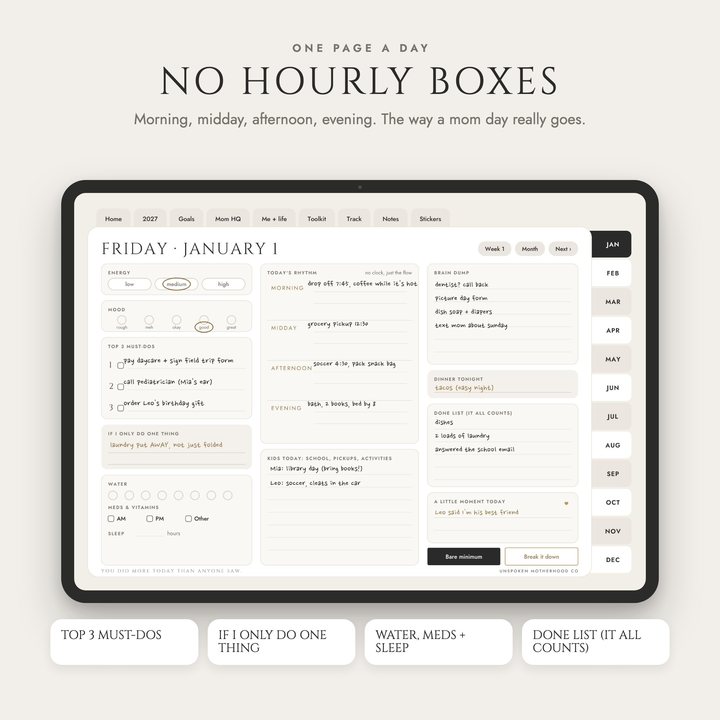 ONE PAGE A DAY
NO HOURLY BOXES
Morning, midday, afternoon, evening. The way a mom day really goes.
Home 2027 Goals Mom HQ Me + life Toolkit Track Notes Stickers
FRIDAY · JANUARY 1
Week 1 Month Next ›
ENERGY
low medium high
MOOD
rough meh okay good great
TOP 3 MUST-DOS
1 pay daycare + sign field trip form
2 call pediatrician (Mia's ear)
3 order Leo's birthday gift
IF I ONLY DO ONE THING
laundry put AWAY, not just folded
WATER
MEDS & VITAMINS
AM PM Other
SLEEP hours
YOU DID MORE TODAY THAN ANYONE SAW.
TODAY'S RHYTHM no clock, just the flow
MORNING drop off 7:45, coffee while it's hot
MIDDAY grocery pickup 12:30
AFTERNOON soccer 4:30, pack snack bag
EVENING bath, 2 books, bed by 8
KIDS TODAY: SCHOOL, PICKUPS, ACTIVITIES
Mia: library day (bring books!)
Leo: soccer, cleats in the car
BRAIN DUMP
dentist? call back
picture day form
dish soap + diapers
text mom about sunday
DINNER TONIGHT
tacos (easy night)
DONE LIST (IT ALL COUNTS)
dishes
2 loads of laundry
answered the school email
A LITTLE MOMENT TODAY
Leo said i'm his best friend
Bare minimum Break it down
UNSPOKEN MOTHERHOOD CO
JAN
FEB
MAR
APR
MAY
JUN
JUL
AUG
SEP
OCT
NOV
DEC
TOP 3 MUST-DOS
IF I ONLY DO ONE
THING
WATER, MEDS +
SLEEP
DONE LIST (IT ALL
COUNTS)